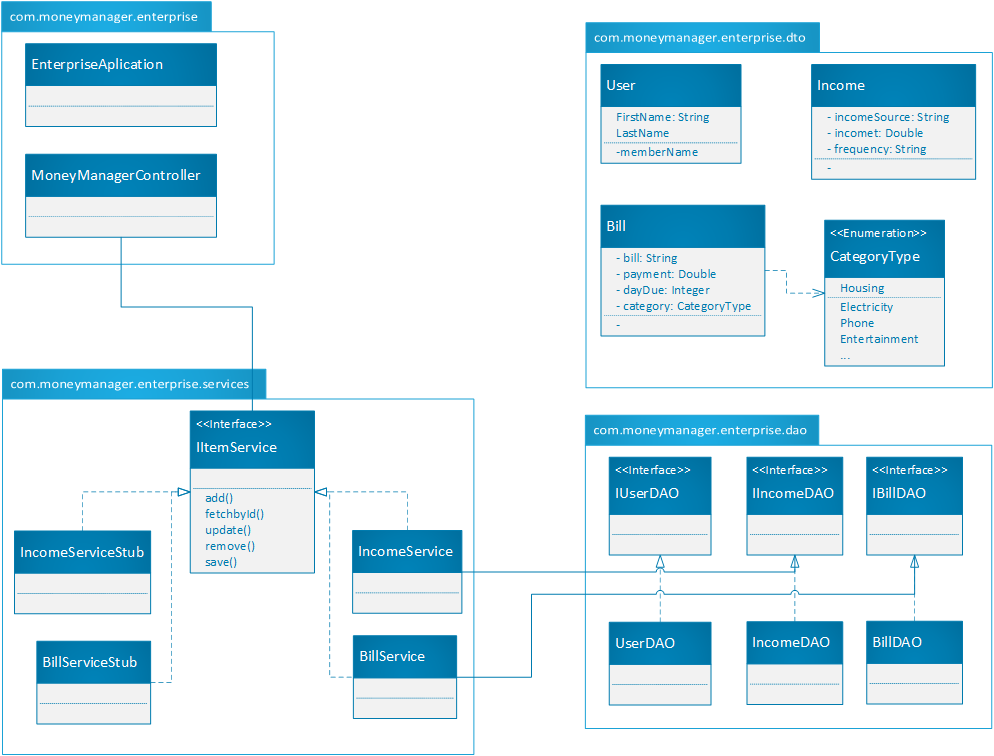 com.moneymanager.enterprise
EnterpriseAplication
MoneyManagerController
com.moneymanager.enterprise.dto
User
FirstName: String
LastName
-memberName
Income
- incomeSource: String
- incomet: Double
- frequency: String
-
Bill
- bill: String
- payment: Double
- dayDue: Integer
- category: CategoryType
-
<<Enumeration>>
CategoryType
Housing
Electricity
Phone
Entertainment
...
com.moneymanager.enterprise.services
<<Interface>>
IItemService
add()
fetchbyId()
update()
remove()
save()
IncomeServiceStub
BillServiceStub
IncomeService
BillService
com.moneymanager.enterprise.dao
<<Interface>>
IUserDAO
<<Interface>>
IIncomeDAO
<<Interface>>
IBillDAO
UserDAO
IncomeDAO
BillDAO